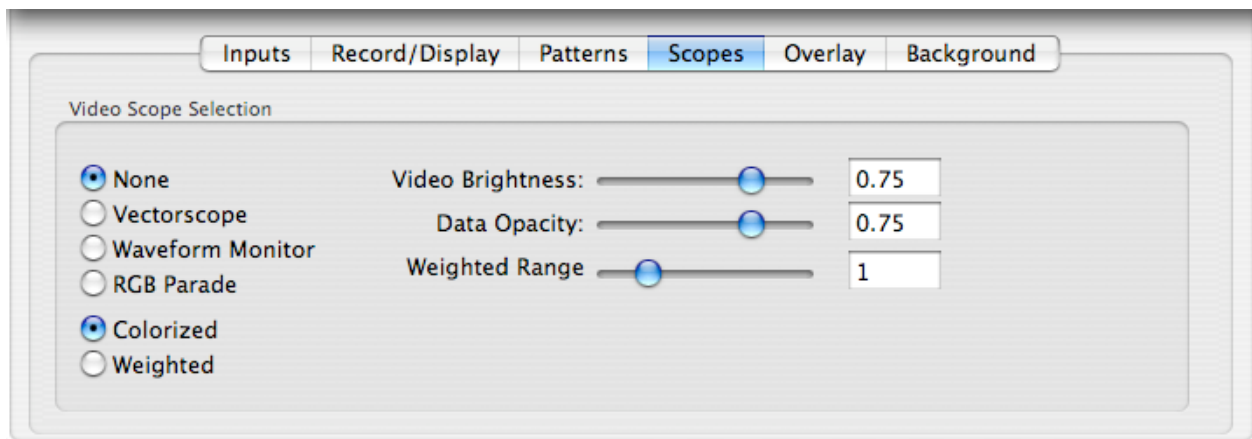 Inputs Record/Display Patterns Scopes Overlay Background
Video Scope Selection
None
Vectorscope
Waveform Monitor
RGB Parade
Colorized
Weighted
Video Brightness: 0.75
Data Opacity: 0.75
Weighted Range 1